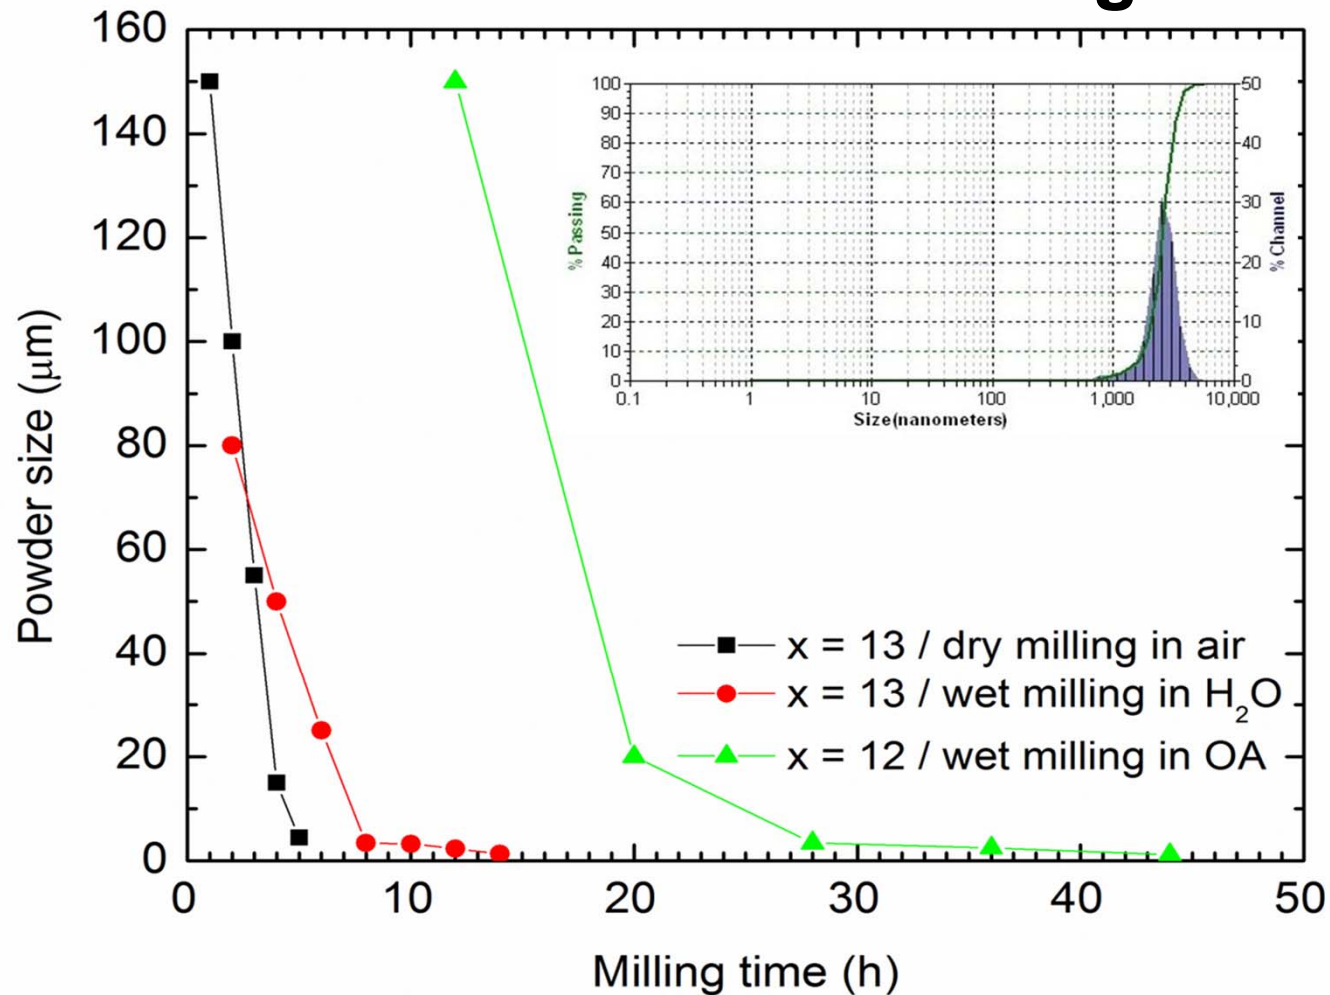 g
160
140
120
100
80
60
40
20
0
Powder size (μm)
0 10 20 30 40 50
Milling time (h)
x = 13 / dry milling in air
x = 13 / wet milling in H₂O
x = 12 / wet milling in OA
100
90
80
70
60
50
40
30
20
10
0
% Passing
50
40
30
20
10
0
% Channel
0.1 1 10 100 1,000 10,000
Size(nanometers)